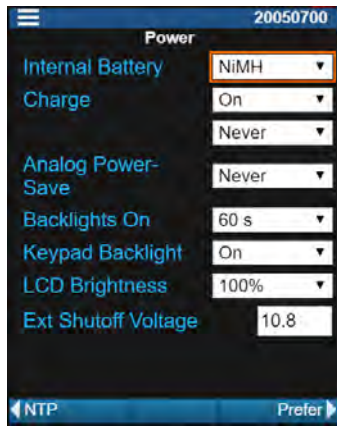 20050700
Power
Internal Battery NiMH
Charge On
Never
Analog Power-
Save Never
Backlights On 60 s
Keypad Backlight On
LCD Brightness 100%
Ext Shutoff Voltage 10.8
NTP Prefer